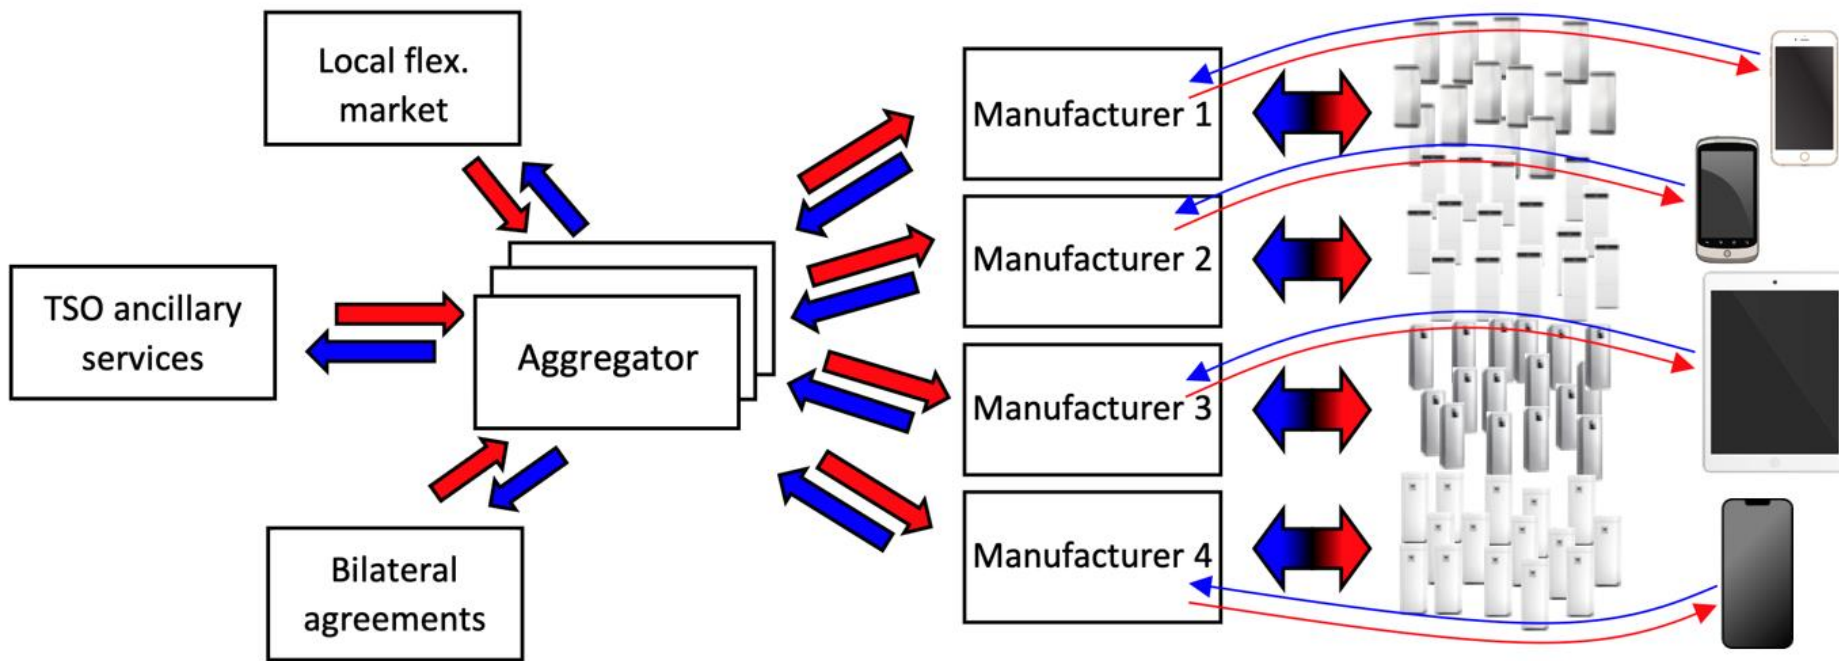 Local flex.
market
TSO ancillary
services
Aggregator
Bilateral
agreements
Manufacturer 1
Manufacturer 2
Manufacturer 3
Manufacturer 4